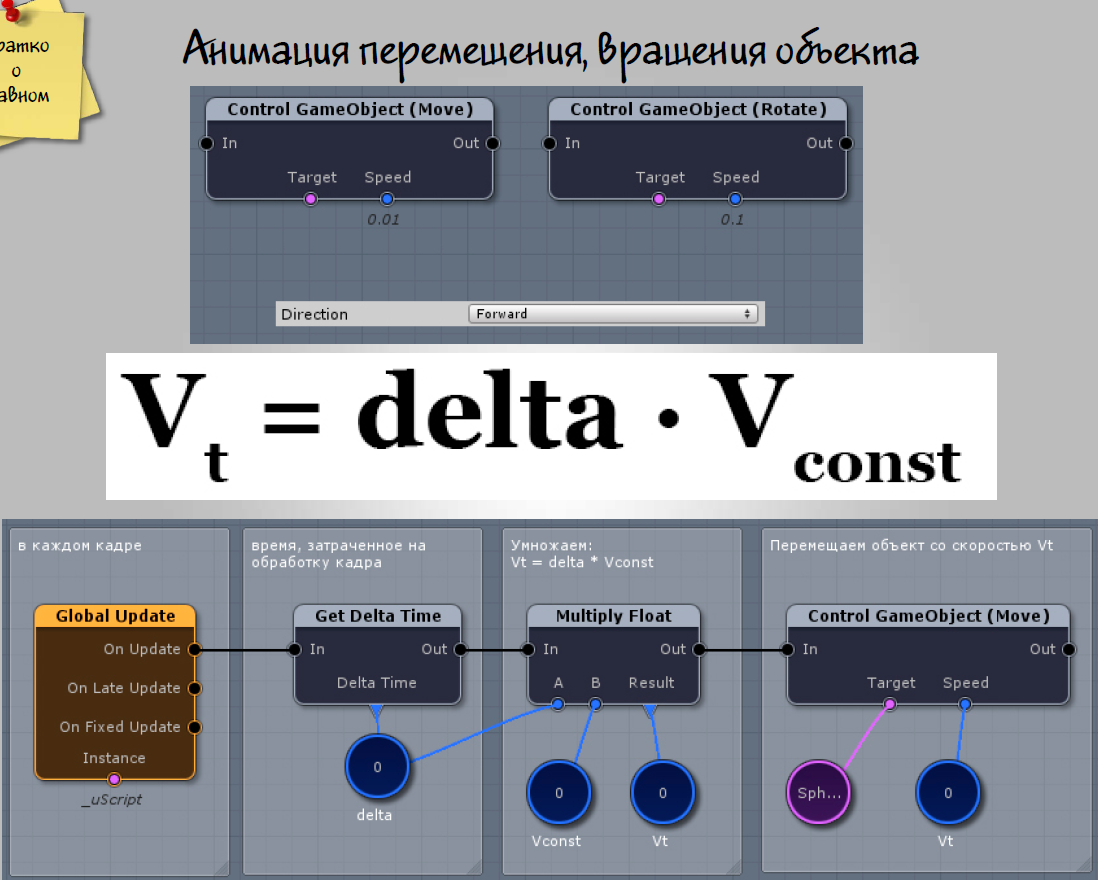 ратко
о
авном
Анимация перемещения, вращения объекта
Control GameObject (Move)
In
Out
Target
Speed
0.01
Control GameObject (Rotate)
In
Out
Target
Speed
0.1
Direction
Forward
Vt = delta · Vconst
в каждом кадре
Global Update
On Update
On Late Update
On Fixed Update
Instance
_uScript
время, затраченное на
обработку кадра
Get Delta Time
In
Out
Delta Time
0
delta
Умножаем:
Vt = delta * Vconst
Multiply Float
In
Out
A
B
Result
0
Vconst
0
Vt
Перемещаем объект со скоростью Vt
Control GameObject (Move)
In
Out
Target
Speed
Sph...
0
Vt